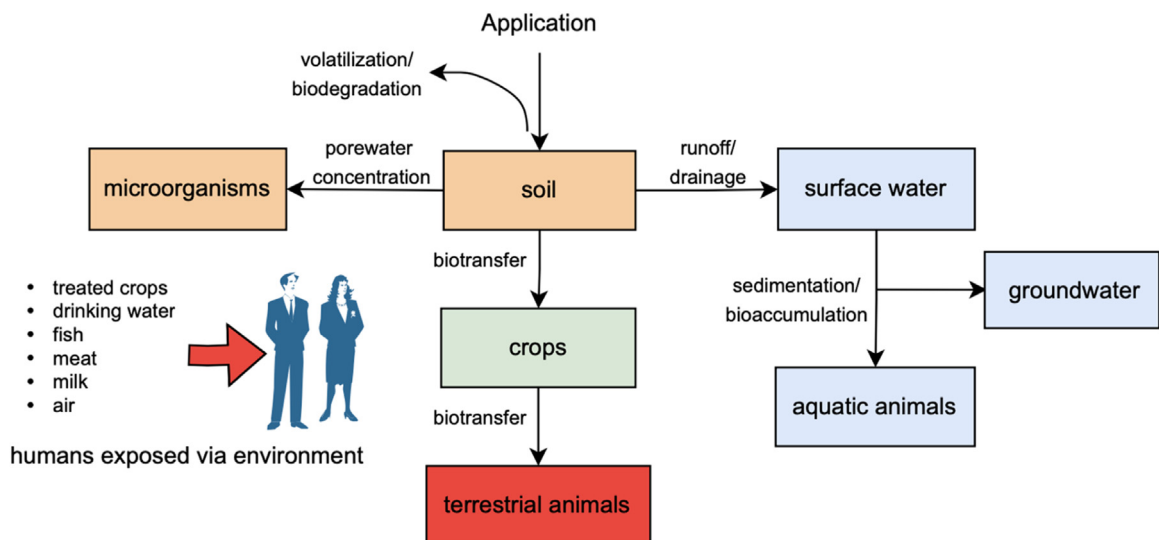 Application
volatilization/
biodegradation
porewater
concentration
runoff/
drainage
microorganisms
soil
surface water
biotransfer
sedimentation/
bioaccumulation
groundwater
• treated crops
• drinking water
• fish
• meat
• milk
• air
crops
aquatic animals
biotransfer
humans exposed via environment
terrestrial animals